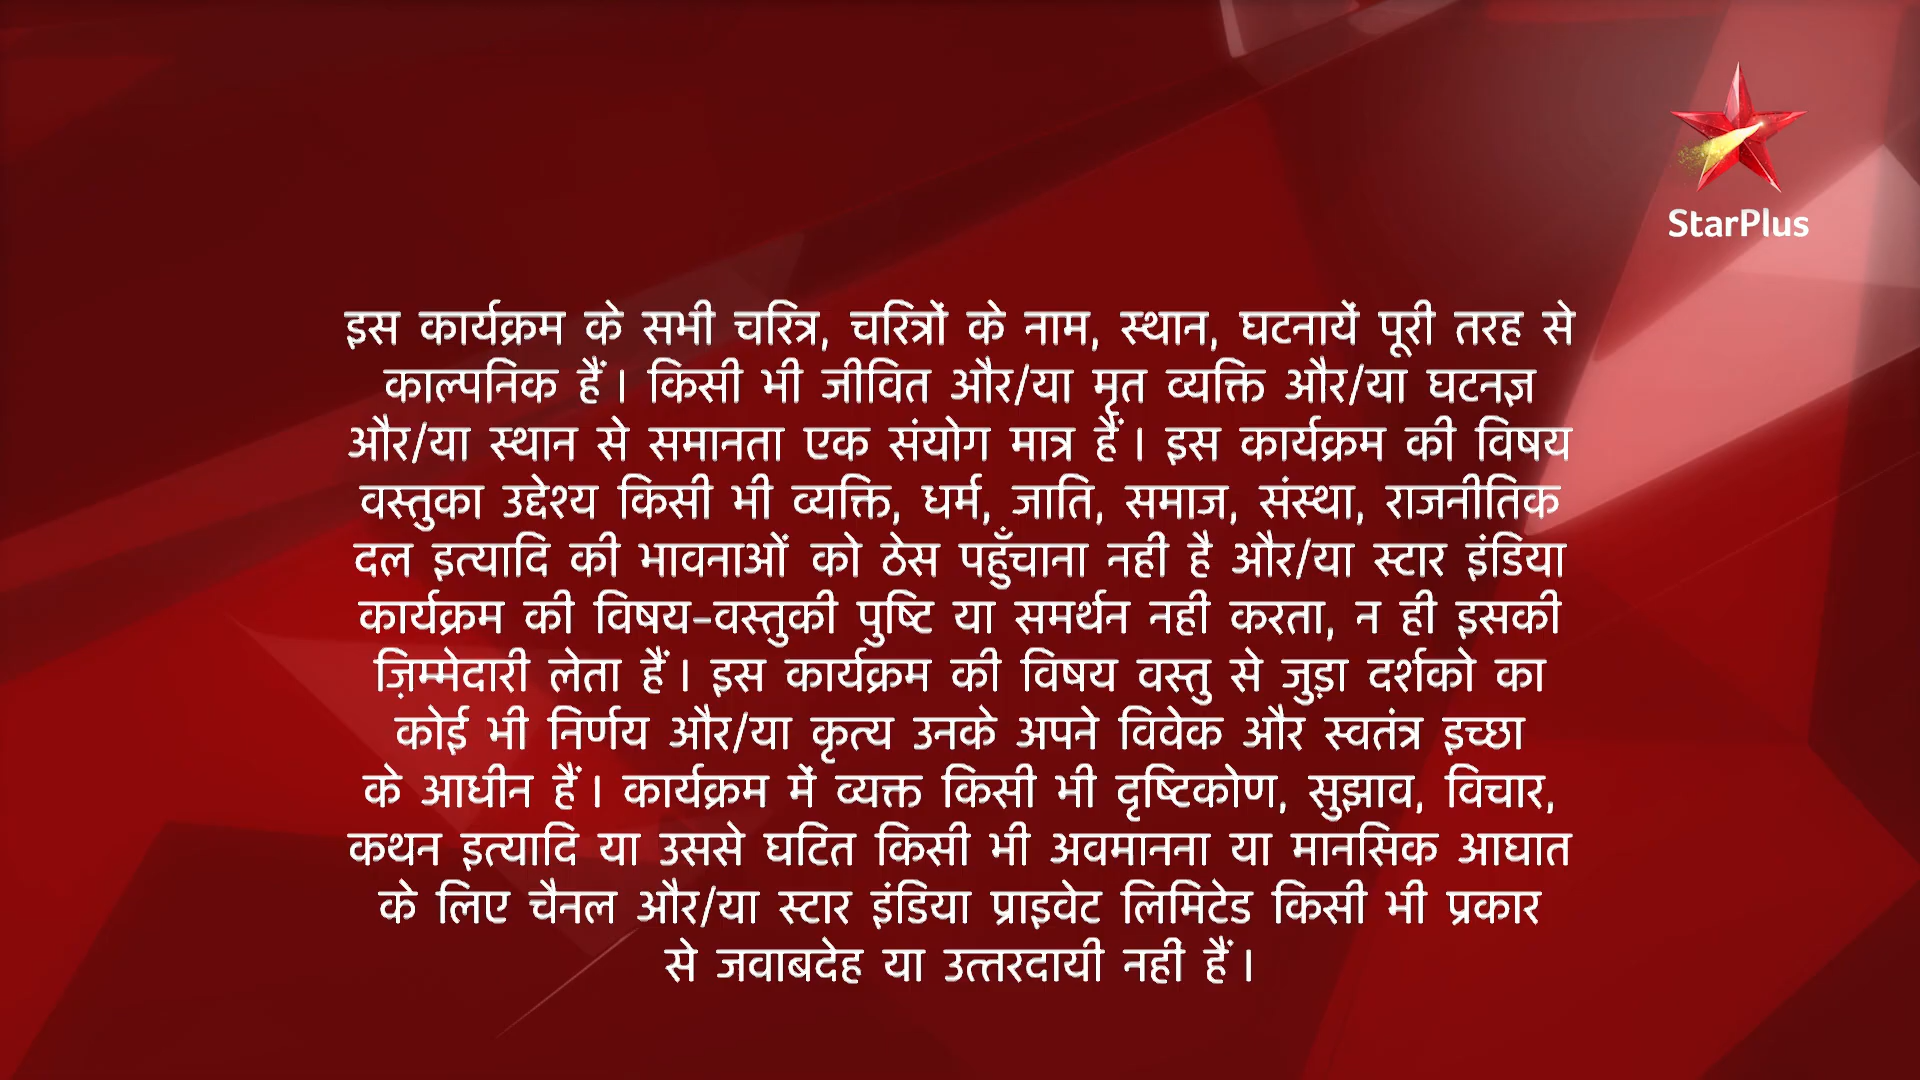 StarPlus
इस कार्यक्रम के सभी चरित्र, चरित्रों के नाम, स्थान, घटनायें पूरी तरह से
काल्पनिक हैं। किसी भी जीवित और/या मृत व्यक्ति और/या घटनज्ञ
और/या स्थान से समानता एक संयोग मात्र हैं। इस कार्यक्रम की विषय
वस्तुका उद्देश्य किसी भी व्यक्ति, धर्म, जाति, समाज, संस्था, राजनीतिक
दल इत्यादि की भावनाओं को ठेस पहुँचाना नही है और/या स्टार इंडिया
कार्यक्रम की विषय-वस्तुकी पुष्टि या समर्थन नही करता, न ही इसकी
ज़िम्मेदारी लेता हैं। इस कार्यक्रम की विषय वस्तु से जुड़ा दर्शको का
कोई भी निर्णय और/या कृत्य उनके अपने विवेक और स्वतंत्र इच्छा
के आधीन हैं। कार्यक्रम में व्यक्त किसी भी दृष्टिकोण, सुझाव, विचार,
कथन इत्यादि या उससे घटित किसी भी अवमानना या मानसिक आघात
के लिए चैनल और/या स्टार इंडिया प्राइवेट लिमिटेड किसी भी प्रकार
से जवाबदेह या उत्तरदायी नही हैं।